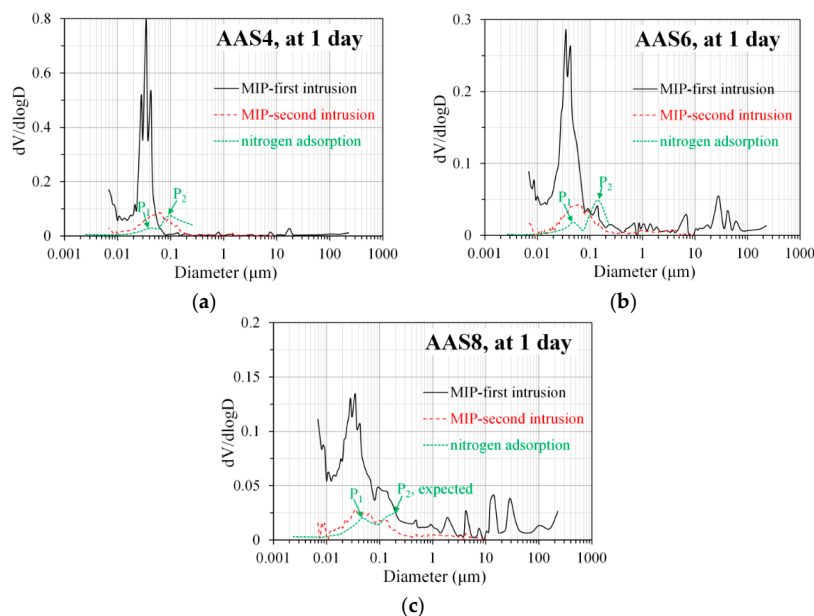 AAS4, at 1 day
dV/dlogD
0.8
0.6
0.4
0.2
0
MIP-first intrusion
MIP-second intrusion
nitrogen adsorption
P1
P2
0.001 0.01 0.1 1 10 100 1000
Diameter (μm)
(a)
AAS6, at 1 day
dV/dlogD
0.3
0.2
0.1
0
MIP-first intrusion
MIP-second intrusion
nitrogen adsorption
P1
P2
0.001 0.01 0.1 1 10 100 1000
Diameter (μm)
(b)
AAS8, at 1 day
dV/dlogD
0.2
0.15
0.1
0.05
0
MIP-first intrusion
MIP-second intrusion
nitrogen adsorption
P1
P2, expected
0.001 0.01 0.1 1 10 100 1000
Diameter (μm)
(c)